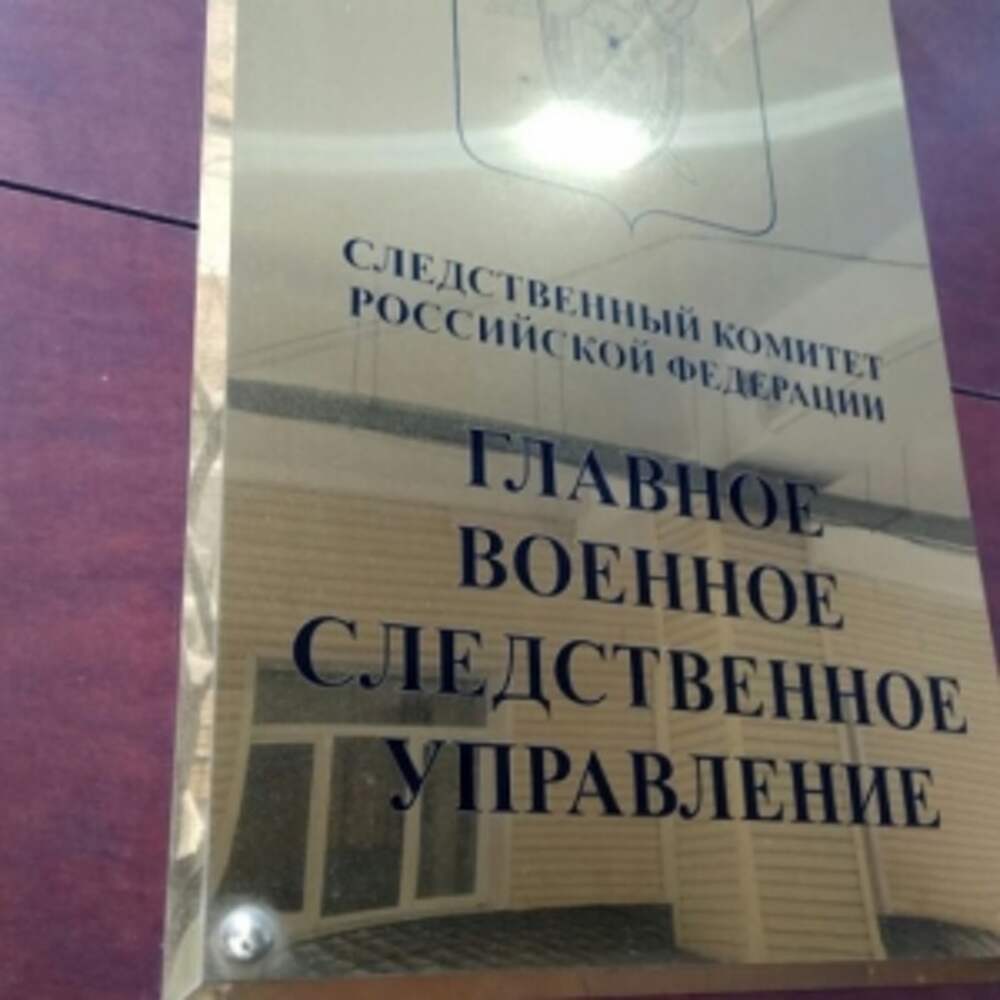 СЛЕДСТВЕННЫЙ КОМИТЕТ
РОССИЙСКОЙ ФЕДЕРАЦИИ
ГЛАВНОЕ
ВОЕННОЕ
СЛЕДСТВЕННОЕ
УПРАВЛЕНИЕ